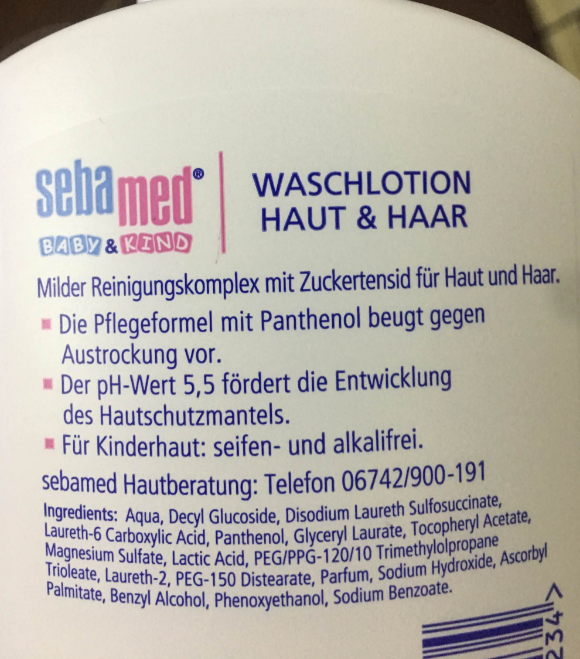 sebamed®
BABY & KIND
WASCHLOTION
HAUT & HAAR
Milder Reinigungskomplex mit Zuckertensid für Haut und Haar.
Die Pflegeformel mit Panthenol beugt gegen
Austrockung vor.
Der pH-Wert 5,5 fördert die Entwicklung
des Hautschutzmantels.
Für Kinderhaut: seifen- und alkalifrei.
sebamed Hautberatung: Telefon 06742/900-191
Ingredients: Aqua, Decyl Glucoside, Disodium Laureth Sulfosuccinate,
Laureth-6 Carboxylic Acid, Panthenol, Glyceryl Laurate, Tocopheryl Acetate,
Magnesium Sulfate, Lactic Acid, PEG/PPG-120/10 Trimethylolpropane
Trioleate, Laureth-2, PEG-150 Distearate, Parfum, Sodium Hydroxide, Ascorbyl
Palmitate, Benzyl Alcohol, Phenoxyethanol, Sodium Benzoate.
234>